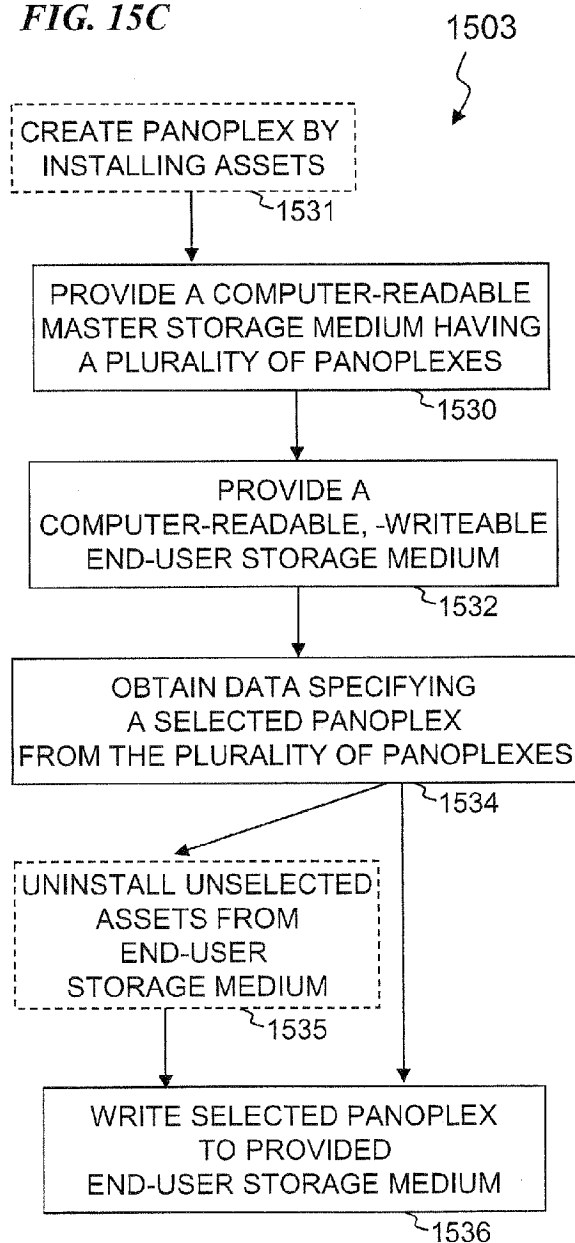 FIG. 15C
1503
CREATE PANOPLEX BY
INSTALLING ASSETS
1531
PROVIDE A COMPUTER-READABLE
MASTER STORAGE MEDIUM HAVING
A PLURALITY OF PANOPLEXES
1530
PROVIDE A
COMPUTER-READABLE, -WRITEABLE
END-USER STORAGE MEDIUM
1532
OBTAIN DATA SPECIFYING
A SELECTED PANOPLEX
FROM THE PLURALITY OF PANOPLEXES
1534
UNINSTALL UNSELECTED
ASSETS FROM
END-USER
STORAGE MEDIUM
1535
WRITE SELECTED PANOPLEX
TO PROVIDED
END-USER STORAGE MEDIUM
1536